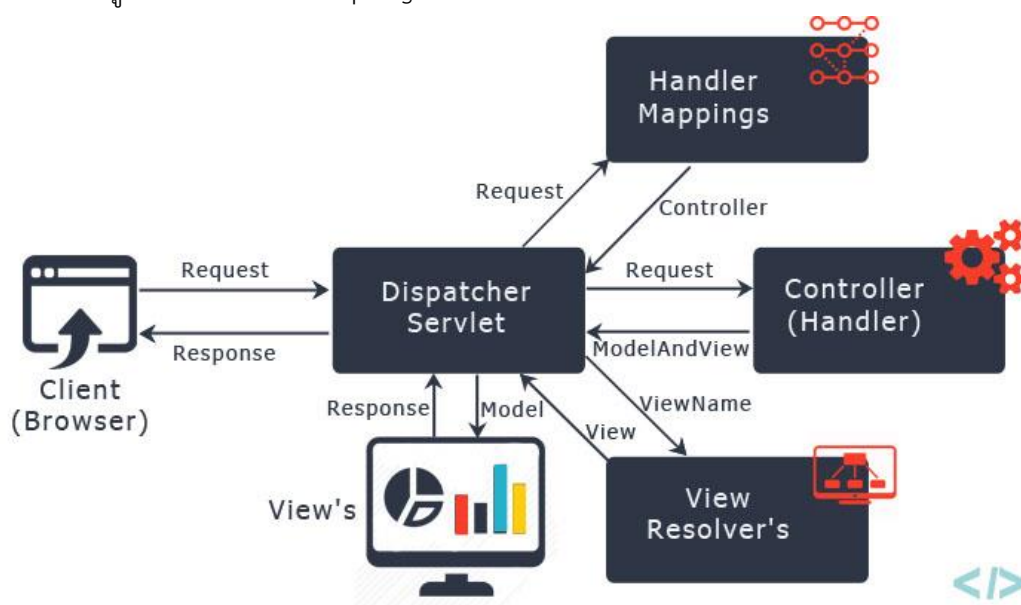 Handler
Mappings
Request
Controller
Request
Dispatcher
Servlet
Request
Controller
(Handler)
Response
ModelAndView
Client
(Browser)
Response
Model
ViewName
View
View's
View
Resolver's
</>